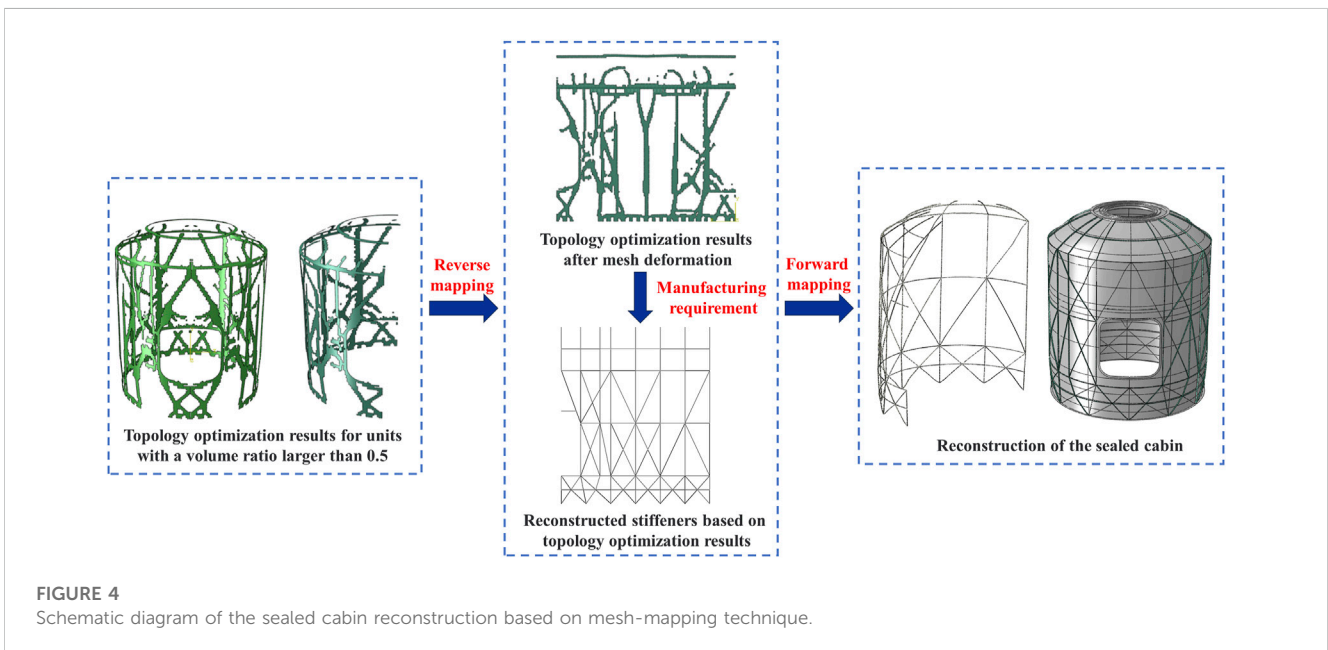 Topology optimization results for units
with a volume ratio larger than 0.5
Reverse
mapping
Topology optimization results
after mesh deformation
Manufacturing
requirement
Reconstructed stiffeners based on
topology optimization results
Forward
mapping
Reconstruction of the sealed cabin
FIGURE 4
Schematic diagram of the sealed cabin reconstruction based on mesh-mapping technique.